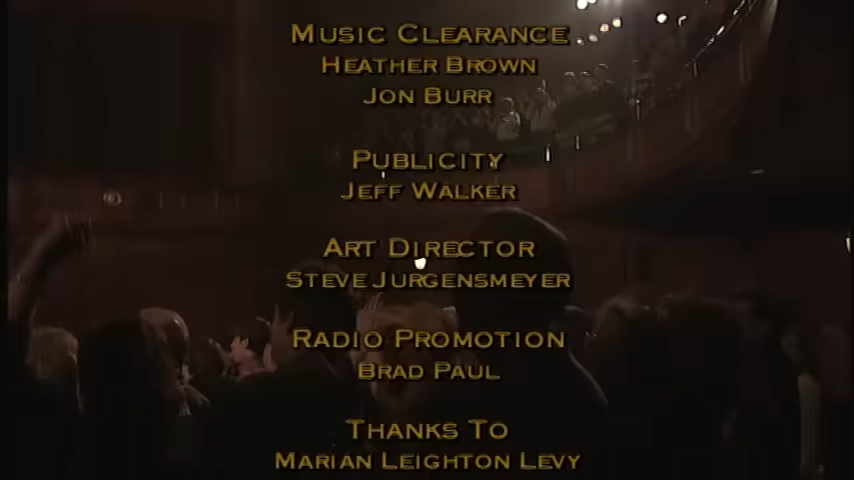 MUSIC CLEARANCE
HEATHER BROWN
JON BURR
PUBLICITY
JEFF WALKER
ART DIRECTOR
STEVE JURGENSMEYER
RADIO PROMOTION
BRAD PAUL
THANKS TO
MARIAN LEIGHTON LEVY